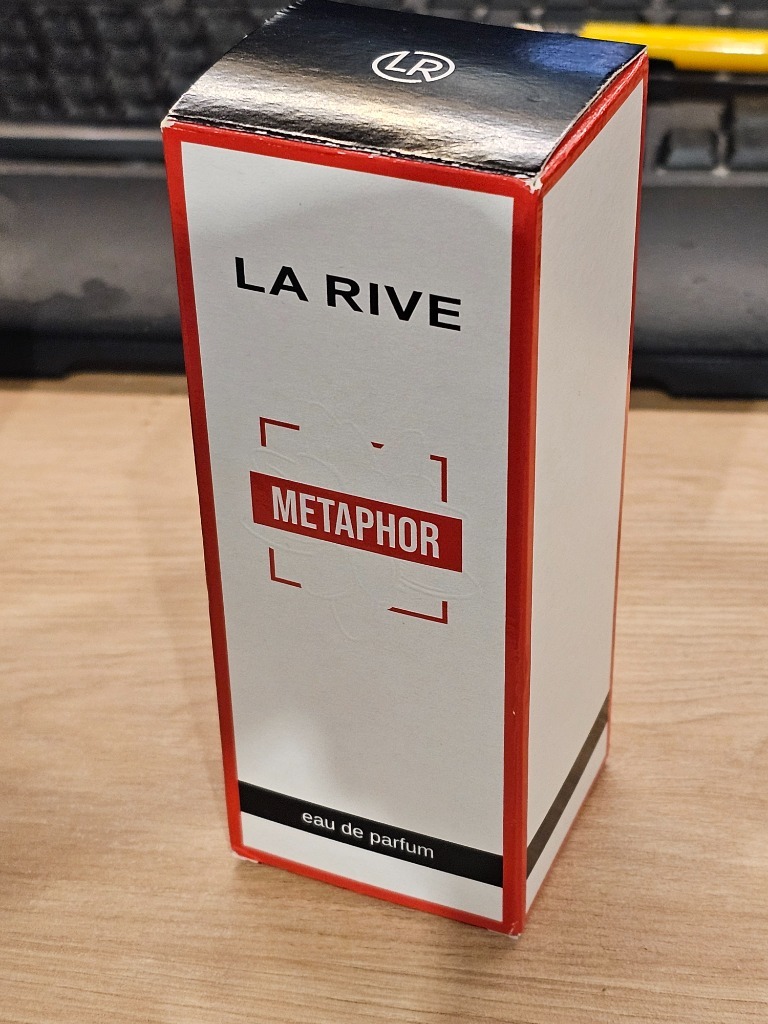 LR
LA RIVE
METAPHOR
eau de parfum